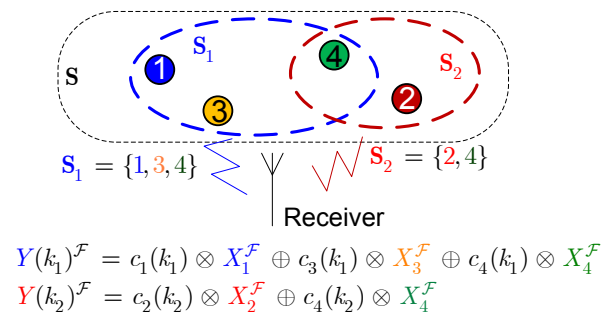 S₁
4
S₂
S
1
2
3
S₁ = {1,3,4}
S₂ = {2,4}
Receiver
Y(k₁)^ℱ = c₁(k₁) ⊗ X₁^ℱ ⊕ c₃(k₁) ⊗ X₃^ℱ ⊕ c₄(k₁) ⊗ X₄^ℱ
Y(k₂)^ℱ = c₂(k₂) ⊗ X₂^ℱ ⊕ c₄(k₂) ⊗ X₄^ℱ